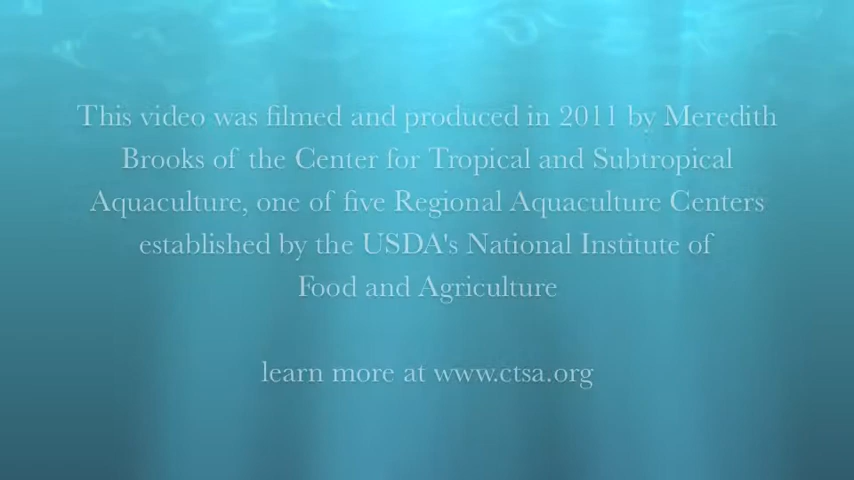 This video was filmed and produced in 2011 by Meredith
Brooks of the Center for Tropical and Subtropical
Aquaculture, one of five Regional Aquaculture Centers
established by the USDA's National Institute of
Food and Agriculture
learn more at www.ctsa.org